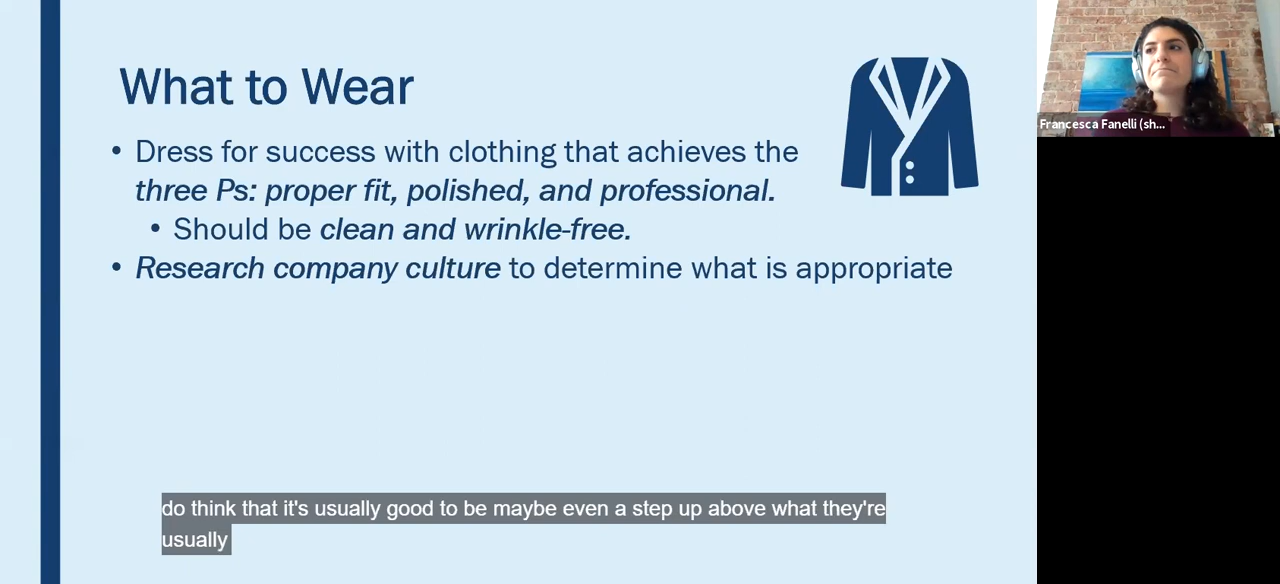 What to Wear
• Dress for success with clothing that achieves the
three Ps: proper fit, polished, and professional.
• Should be clean and wrinkle-free.
• Research company culture to determine what is appropriate
Francesca Fanelli (sh...
do think that it's usually good to be maybe even a step up above what they're
usually